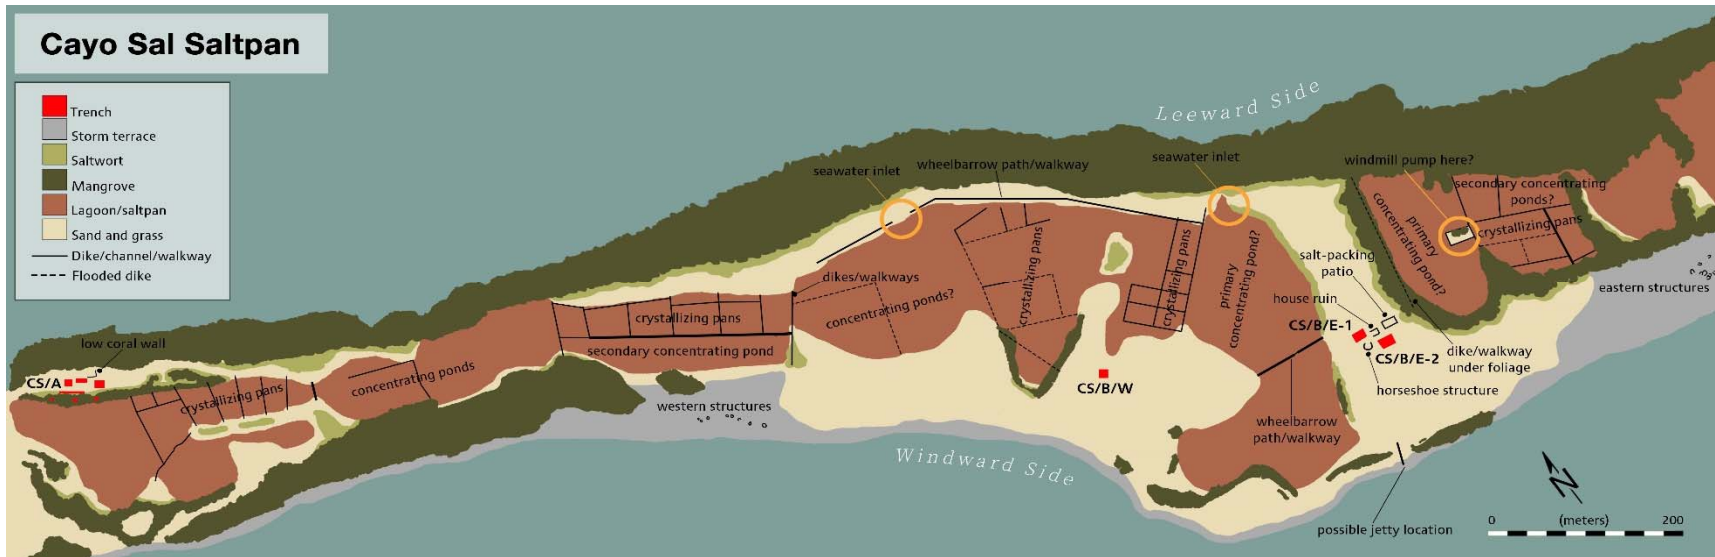 Cayo Sal Saltpan
Trench
Storm terrace
Saltwort
Mangrove
Lagoon/saltpan
Sand and grass
Dike/channel/walkway
Flooded dike
Leeward Side
seawater inlet
wheelbarrow path/walkway
seawater inlet
windmill pump here?
secondary concentrating
ponds?
crystallizing pans
primary
concentrating pond?
salt-packing
patio
house ruin
CS/B/E-1
CS/B/E-2
eastern structures
dike/walkway
under foliage
horseshoe structure
dikes/walkways
concentrating ponds?
crystallizing pans
crystallizing pans
primary
concentrating pond?
crystallizing pans
secondary concentrating pond
low coral wall
CS/A
crystallizing pans
concentrating ponds
western structures
CS/B/W
wheelbarrow
path/walkway
Windward Side
possible jetty location
N
0 (meters) 200